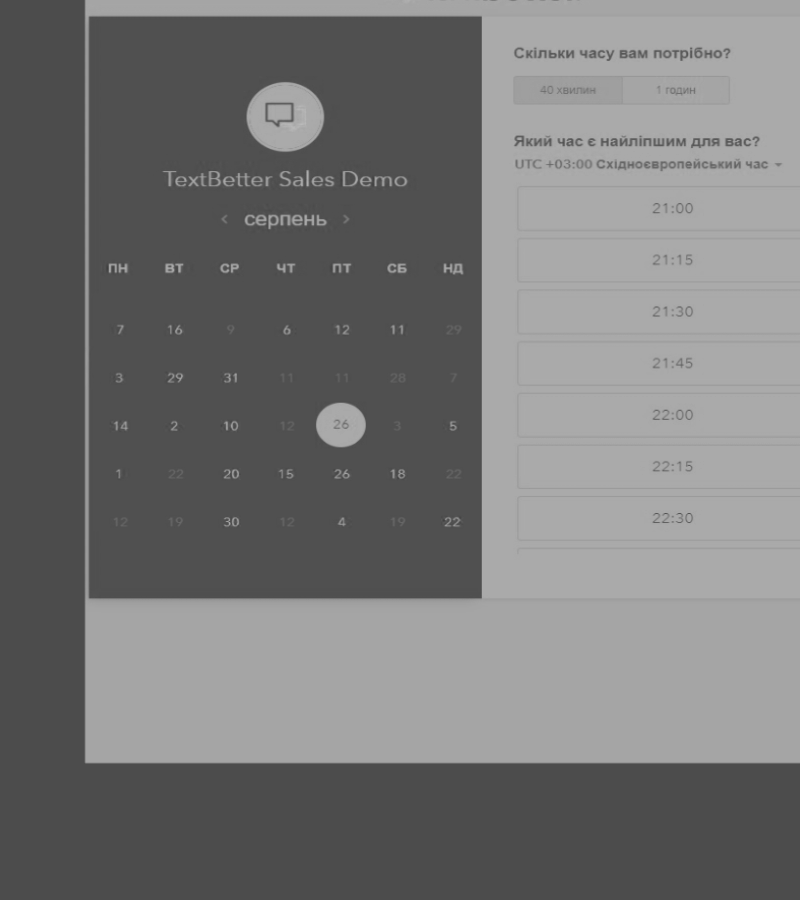 TextBetter Sales Demo
‹ серпень ›
ПН ВТ СР ЧТ ПТ СБ НД
7 16 9 6 12 11 29
3 29 31 11 11 28 7
14 2 10 12 26 3 5
1 22 20 15 26 18 22
12 19 30 12 4 19 22
Скільки часу вам потрібно?
40 хвилин 1 годин
Який час є найліпшим для вас?
UTC +03:00 Східноєвропейський час
21:00
21:15
21:30
21:45
22:00
22:15
22:30